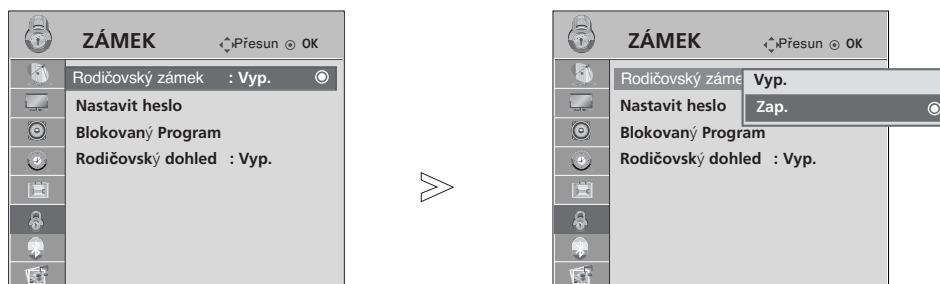 ZÁMEK Přesun OK
Rodičovský zámek : Vyp.
Nastavit heslo
Blokovaný Program
Rodičovský dohled : Vyp.
ZÁMEK Přesun OK
Rodičovský záme Vyp.
Nastavit heslo Zap.
Blokovaný Program
Rodičovský dohled : Vyp.